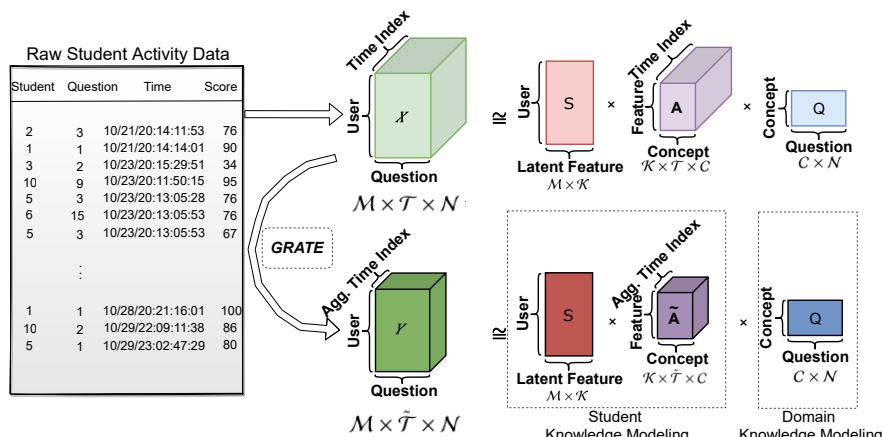 Raw Student Activity Data
Student Question Time Score
2 3 10/21/20:14:11:53 76
1 1 10/21/20:14:14:01 90
3 2 10/23/20:15:29:51 34
10 9 10/23/20:11:50:15 95
5 3 10/23/20:13:05:28 76
6 15 10/23/20:13:05:53 76
5 3 10/23/20:13:05:53 67
⋮
1 1 10/28/20:21:16:01 100
10 2 10/29/22:09:11:38 86
5 1 10/29/23:02:47:29 80
GRATE
Time Index
User
X
Question
M × T × N
≅
User
S
Latent Feature
M × K
×
Time Index
Feature
A
Concept
K × T × C
×
Concept
Q
Question
C × N
Agg. Time Index
User
Y
Question
M × T̃ × N
≅
User
S
Latent Feature
M × K
×
Agg. Time Index
Feature
Ã
Concept
K × T̃ × C
×
Concept
Q
Question
C × N
Student
Knowledge Modeling
Domain
Knowledge Modeling